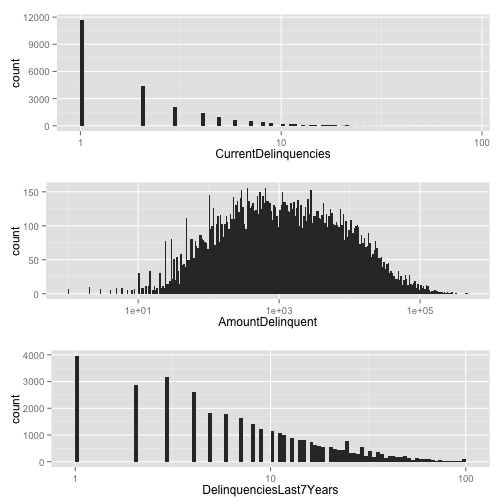 12000
9000
6000
3000
0
count
1 10 100
CurrentDelinquencies
150
100
50
0
count
1e+01 1e+03 1e+05
AmountDelinquent
4000
3000
2000
1000
0
count
1 10 100
DelinquenciesLast7Years